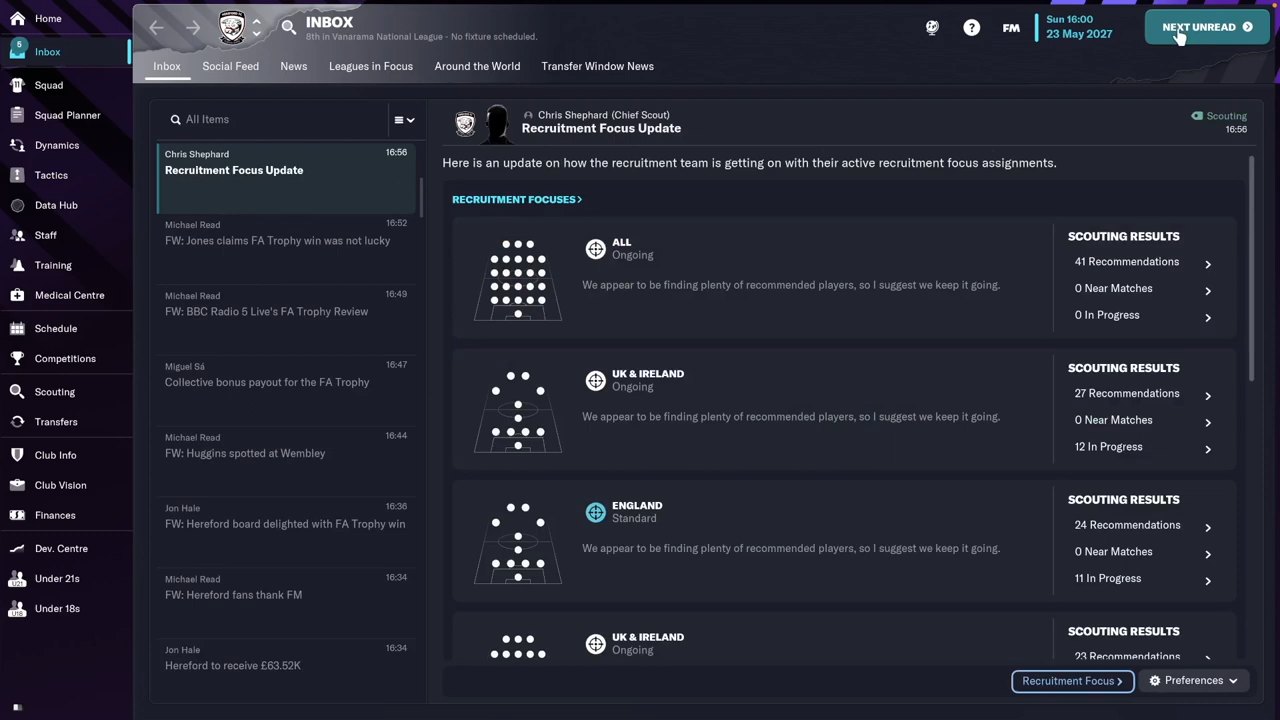 Home
5
Inbox
Squad
Squad Planner
Dynamics
Tactics
Data Hub
Staff
Training
Medical Centre
Schedule
Competitions
Scouting
Transfers
Club Info
Club Vision
Finances
Dev. Centre
U21
Under 21s
U18
Under 18s
INBOX
8th in Vanarama National League - No fixture scheduled.
FM
Sun 16:00
23 May 2027
NEXT UNREAD
Inbox
Social Feed
News
Leagues in Focus
Around the World
Transfer Window News
All Items
Chris Shephard
16:56
Recruitment Focus Update
Michael Read
16:52
FW: Jones claims FA Trophy win was not lucky
Michael Read
16:49
FW: BBC Radio 5 Live's FA Trophy Review
Miguel Sá
16:47
Collective bonus payout for the FA Trophy
Michael Read
16:44
FW: Huggins spotted at Wembley
Jon Hale
16:36
FW: Hereford board delighted with FA Trophy win
Michael Read
16:34
FW: Hereford fans thank FM
Jon Hale
16:34
Hereford to receive £63.52K
Chris Shephard (Chief Scout)
Recruitment Focus Update
Scouting
16:56
Here is an update on how the recruitment team is getting on with their active recruitment focus assignments.
RECRUITMENT FOCUSES >
ALL
Ongoing
We appear to be finding plenty of recommended players, so I suggest we keep it going.
SCOUTING RESULTS
41 Recommendations
0 Near Matches
0 In Progress
UK & IRELAND
Ongoing
We appear to be finding plenty of recommended players, so I suggest we keep it going.
SCOUTING RESULTS
27 Recommendations
0 Near Matches
12 In Progress
ENGLAND
Standard
We appear to be finding plenty of recommended players, so I suggest we keep it going.
SCOUTING RESULTS
24 Recommendations
0 Near Matches
11 In Progress
UK & IRELAND
Ongoing
SCOUTING RESULTS
23 Recommendations
Recruitment Focus >
Preferences